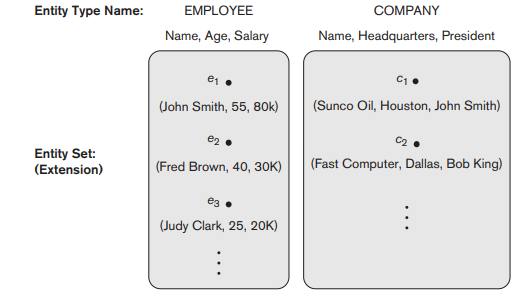 Entity Type Name: EMPLOYEE COMPANY
Name, Age, Salary Name, Headquarters, President
e1 c1
(John Smith, 55, 80k) (Sunco Oil, Houston, John Smith)
e2 c2
Entity Set:
(Extension)
(Fred Brown, 40, 30K) (Fast Computer, Dallas, Bob King)
e3
(Judy Clark, 25, 20K)